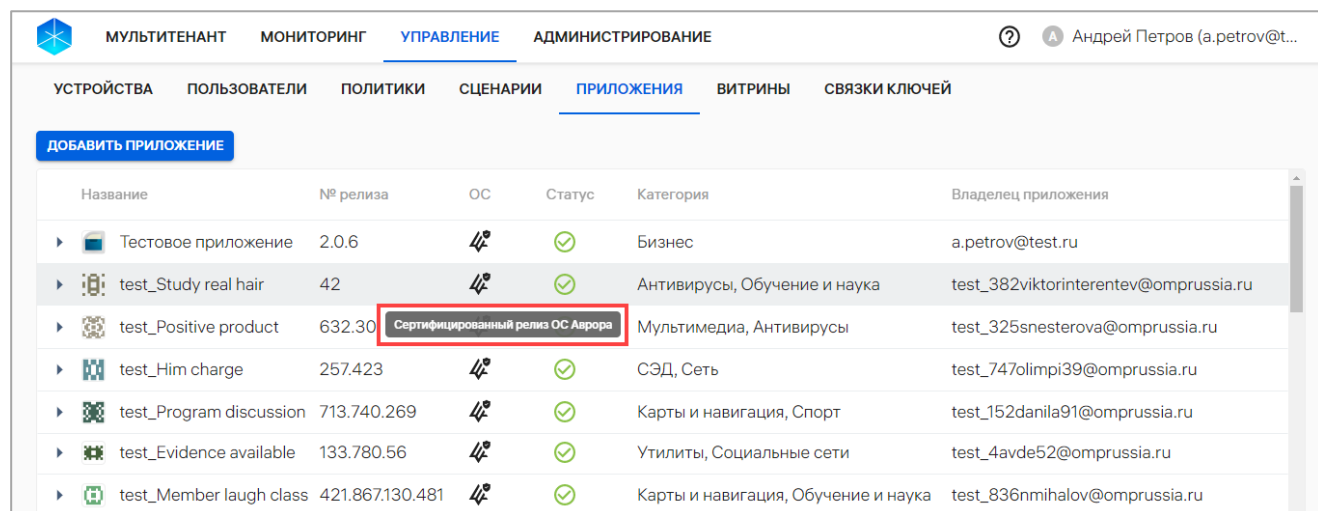 МУЛЬТИТЕНАНТ МОНИТОРИНГ УПРАВЛЕНИЕ АДМИНИСТРИРОВАНИЕ ? А Андрей Петров (a.petrov@t...
УСТРОЙСТВА ПОЛЬЗОВАТЕЛИ ПОЛИТИКИ СЦЕНАРИИ ПРИЛОЖЕНИЯ ВИТРИНЫ СВЯЗКИ КЛЮЧЕЙ
ДОБАВИТЬ ПРИЛОЖЕНИЕ
Название № релиза ОС Статус Категория Владелец приложения
Тестовое приложение 2.0.6 Бизнес a.petrov@test.ru
test_Study real hair 42 Антивирусы, Обучение и наука test_382viktorinterentev@omprussia.ru
test_Positive product 632.30 Сертифицированный релиз ОС Аврора Мультимедиа, Антивирусы test_325snesterova@omprussia.ru
test_Him charge 257.423 СЭД, Сеть test_747olimpi39@omprussia.ru
test_Program discussion 713.740.269 Карты и навигация, Спорт test_152danila91@omprussia.ru
test_Evidence available 133.780.56 Утилиты, Социальные сети test_4avde52@omprussia.ru
test_Member laugh class 421.867.130.481 Карты и навигация, Обучение и наука test_836nmihalov@omprussia.ru